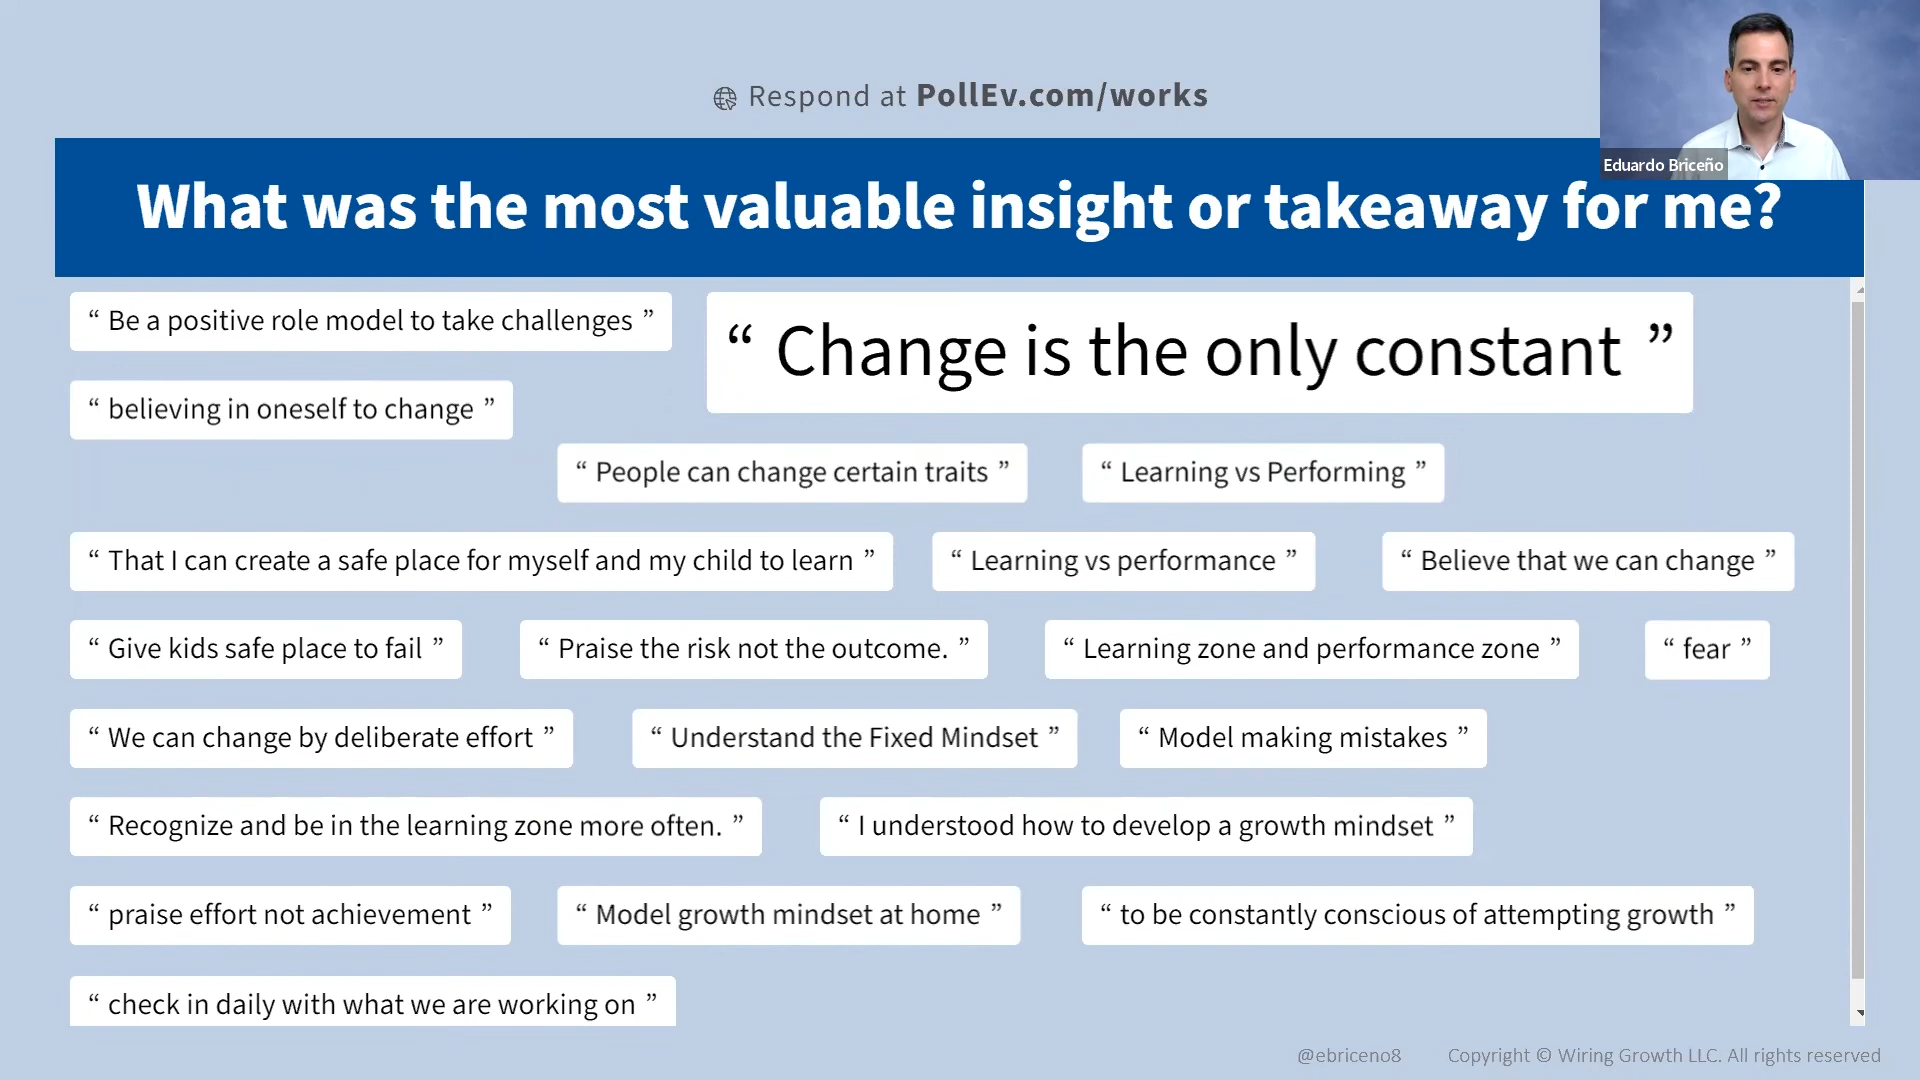 Respond at PollEv.com/works
Eduardo Briceño
What was the most valuable insight or takeaway for me?
“ Be a positive role model to take challenges ”
“ Change is the only constant ”
“ believing in oneself to change ”
“ People can change certain traits ”
“ Learning vs Performing ”
“ That I can create a safe place for myself and my child to learn ”
“ Learning vs performance ”
“ Believe that we can change ”
“ Give kids safe place to fail ”
“ Praise the risk not the outcome. ”
“ Learning zone and performance zone ”
“ fear ”
“ We can change by deliberate effort ”
“ Understand the Fixed Mindset ”
“ Model making mistakes ”
“ Recognize and be in the learning zone more often. ”
“ I understood how to develop a growth mindset ”
“ praise effort not achievement ”
“ Model growth mindset at home ”
“ to be constantly conscious of attempting growth ”
“ check in daily with what we are working on ”
@ebriceno8
Copyright © Wiring Growth LLC. All rights reserved